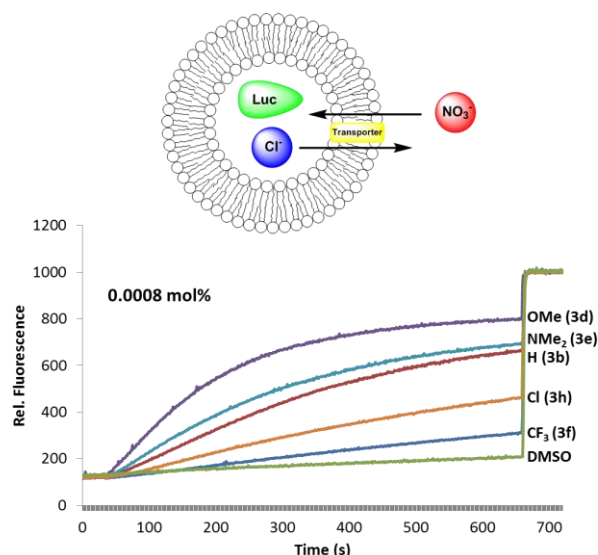 Luc
NO₃⁻
Transporter
Cl⁻
1200
1000
800
600
400
200
0
0.0008 mol%
OMe (3d)
NMe₂ (3e)
H (3b)
Cl (3h)
CF₃ (3f)
DMSO
Rel. Fluorescence
0 100 200 300 400 500 600 700
Time (s)